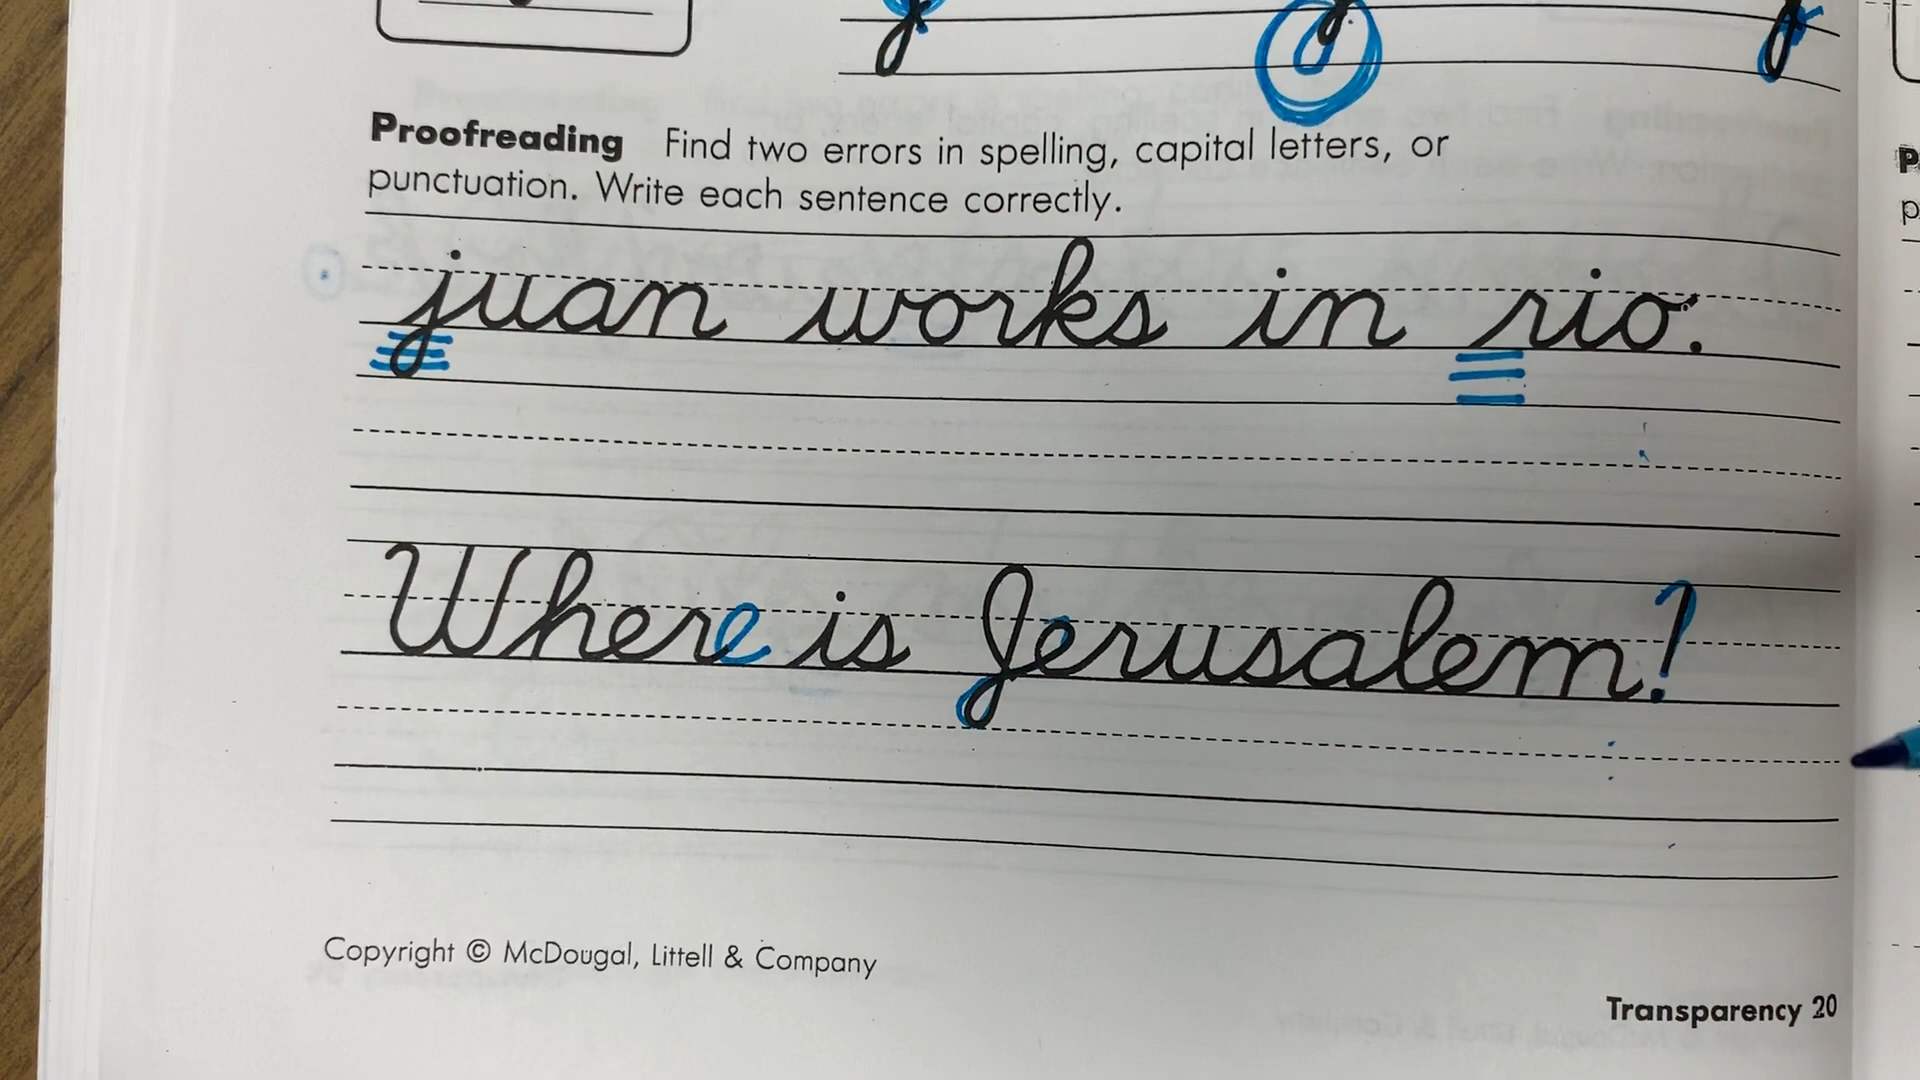 Proofreading Find two errors in spelling, capital letters, or
punctuation. Write each sentence correctly.
juan works in rio.
Where is Jerusalem?
Copyright © McDougal, Littell & Company
Transparency 20